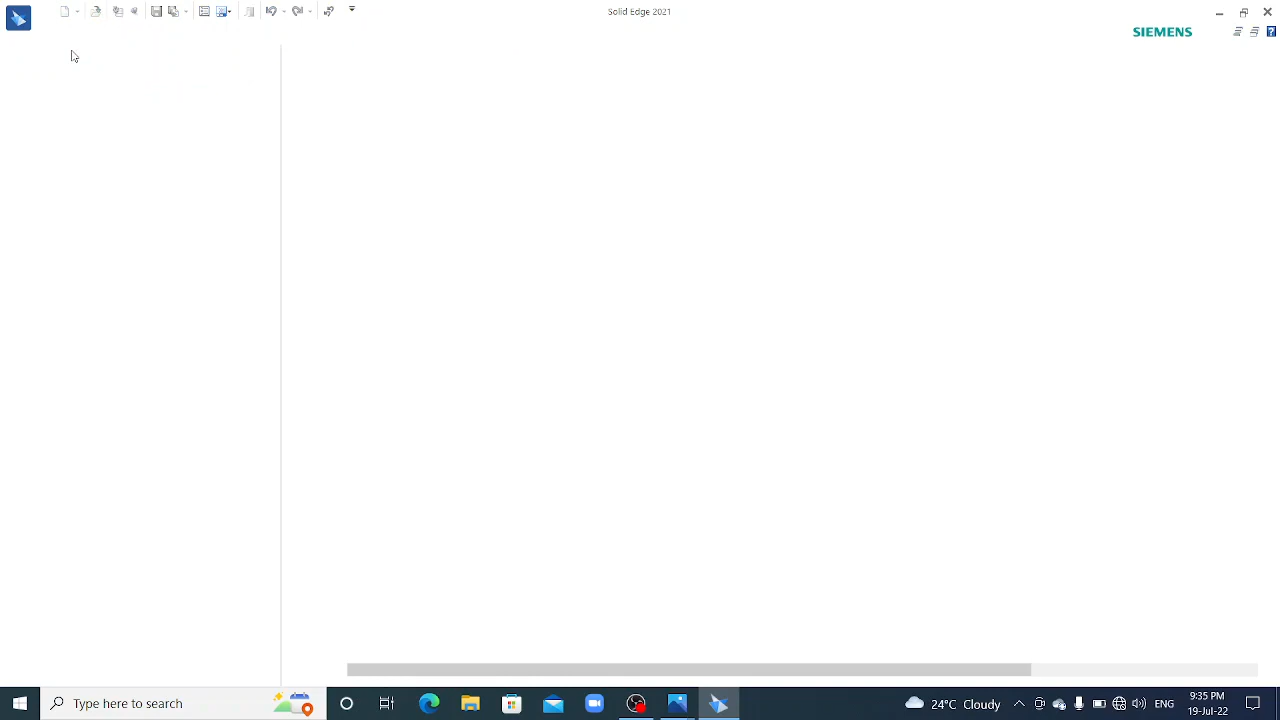 Solid Edge 2021
SIEMENS
Type here to search
24°C Cloudy
ENG
9:35 PM
19-Jul-22